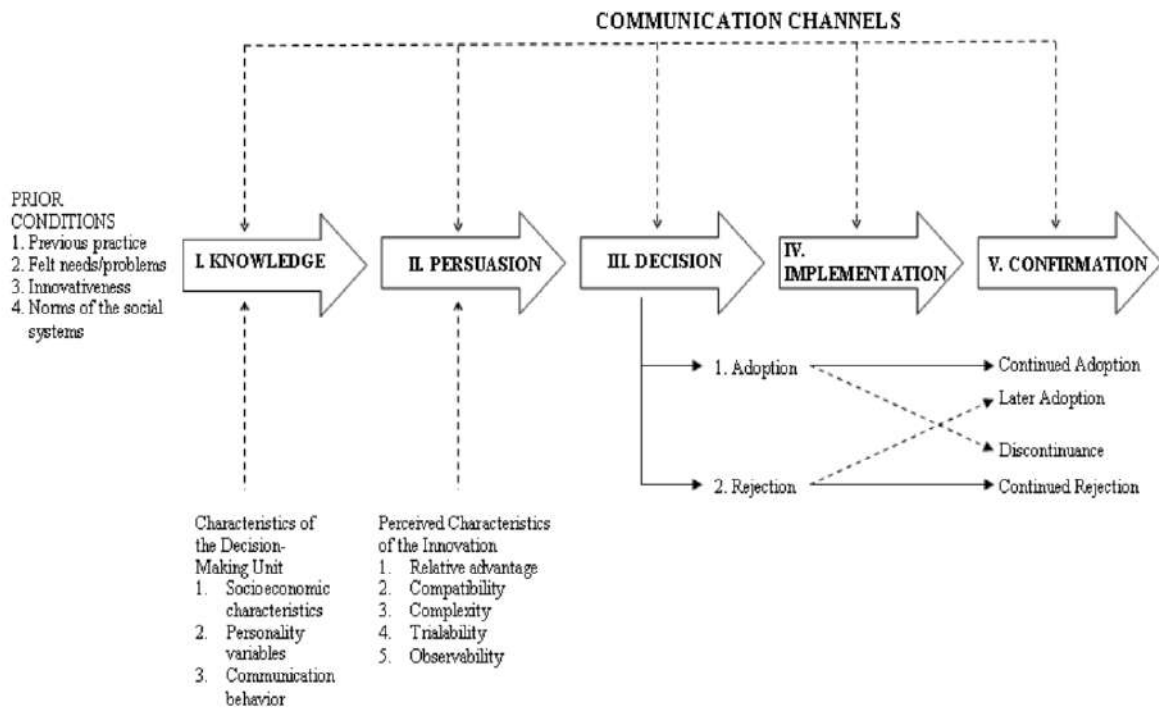 COMMUNICATION CHANNELS
PRIOR
CONDITIONS
1. Previous practice
2. Felt needs/problems
3. Innovativeness
4. Norms of the social
systems
I. KNOWLEDGE
II. PERSUASION
III. DECISION
IV.
IMPLEMENTATION
V. CONFIRMATION
1. Adoption
2. Rejection
Continued Adoption
Later Adoption
Discontinuance
Continued Rejection
Characteristics of
the Decision-
Making Unit
1. Socioeconomic
characteristics
2. Personality
variables
3. Communication
behavior
Perceived Characteristics
of the Innovation
1. Relative advantage
2. Compatibility
3. Complexity
4. Trialability
5. Observability